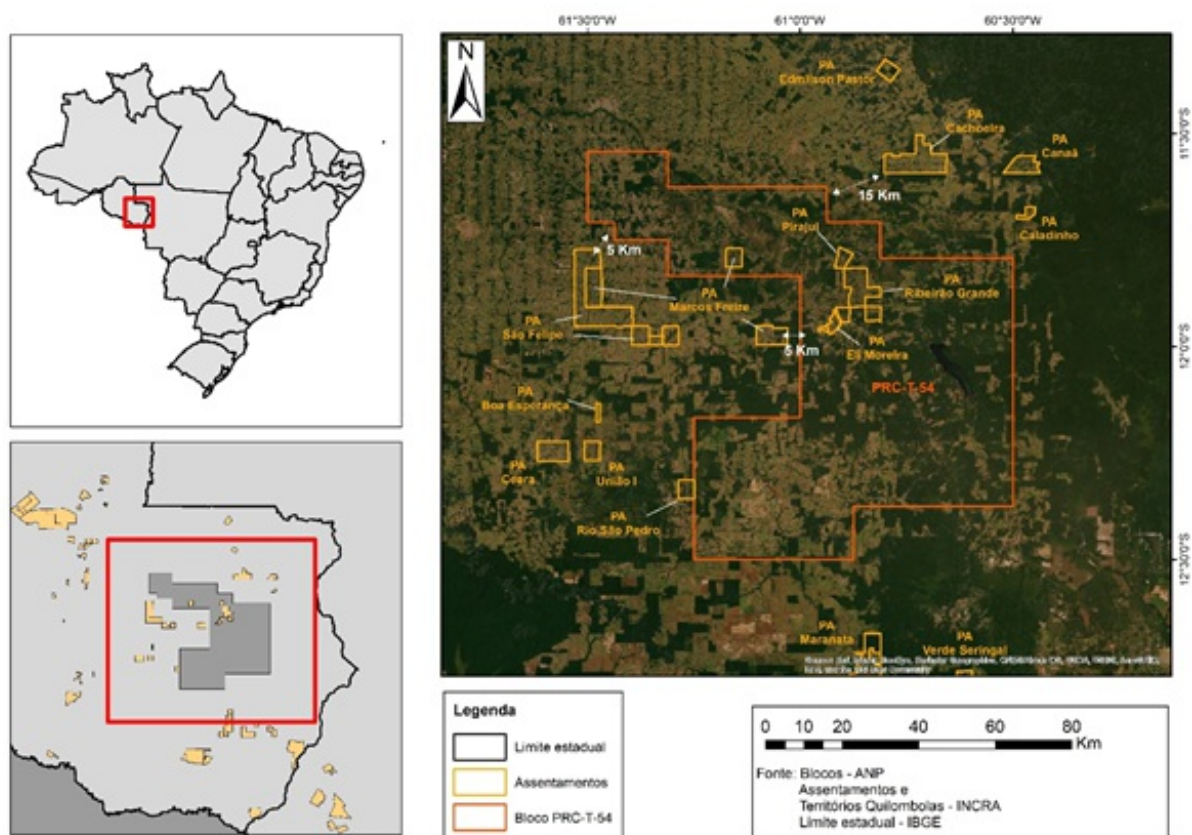 61°30'0"W
61°0'0"W
60°30'0"W
N
PA
Edmilson Pastor
PA
Cachoeira
PA
Canaã
11°30'0"S
15 Km
PA
Pirajuí
PA
Caladinho
5 Km
PA
Ribeirão Grande
PA
Marcos Freire
PA
São Felipe
5 Km
PA
Eli Moreira
12°0'0"S
PRC-T-54
PA
Boa Esperança
PA
Ceara
PA
União I
PA
Rio São Pedro
12°30'0"S
PA
Maranata
PA
Verde Seringal
Legenda
Limite estadual
Assentamentos
Bloco PRC-T-54
0 10 20 40 60 80
Km
Fonte: Blocos - ANP
Assentamentos e
Territórios Quilombolas - INCRA
Limite estadual - IBGE